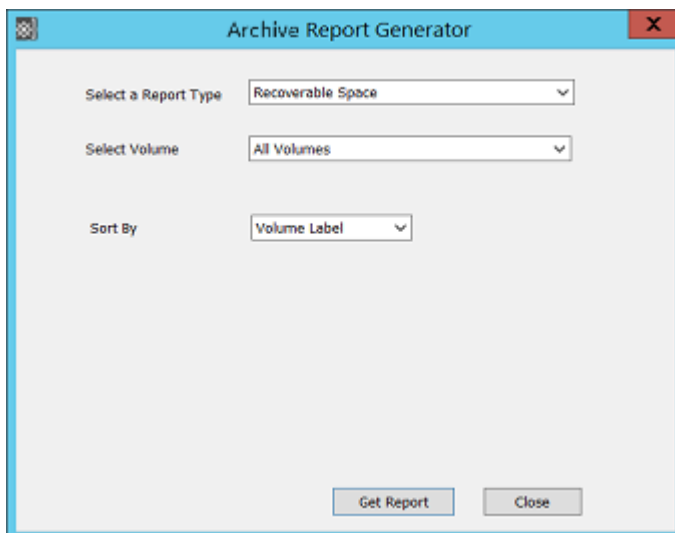 Archive Report Generator
X
Select a Report Type Recoverable Space
Select Volume All Volumes
Sort By Volume Label
Get Report Close